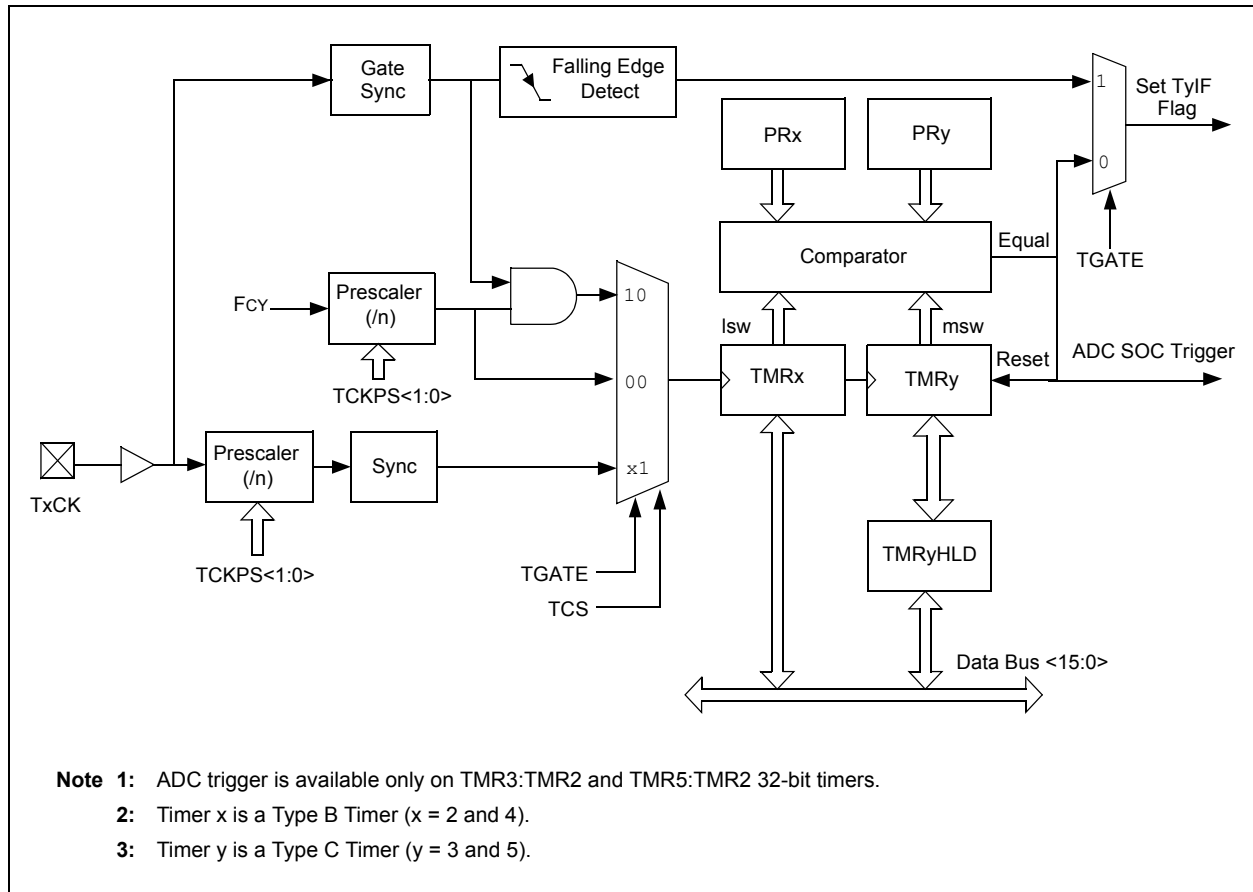 Gate
Sync
Falling Edge
Detect
1
Set TyIF
Flag
PRx
PRy
0
Equal
Comparator
TGATE
10
FCY
Prescaler
(/n)
lsw
msw
Reset
ADC SOC Trigger
00
TMRx
TMRy
TCKPS<1:0>
Prescaler
(/n)
Sync
x1
TxCK
TCKPS<1:0>
TGATE
TCS
TMRyHLD
Data Bus <15:0>
Note 1: ADC trigger is available only on TMR3:TMR2 and TMR5:TMR2 32-bit timers.
2: Timer x is a Type B Timer (x = 2 and 4).
3: Timer y is a Type C Timer (y = 3 and 5).